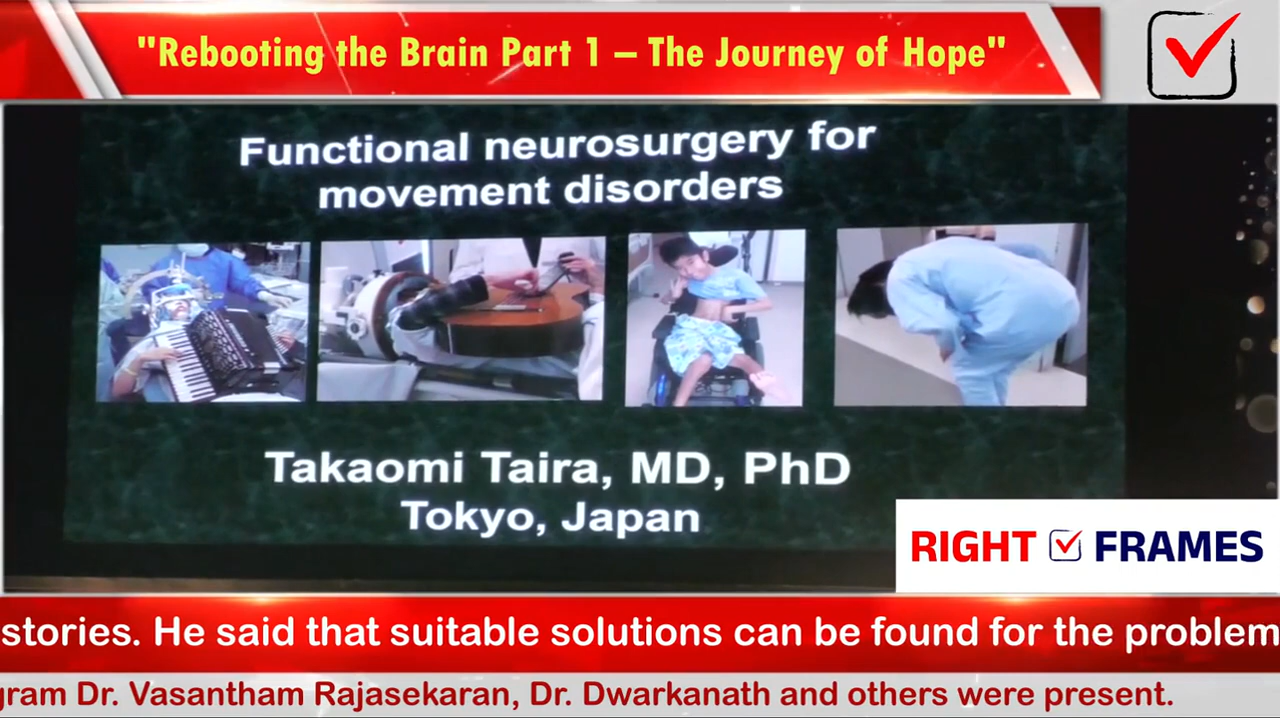 "Rebooting the Brain Part 1 – The Journey of Hope"
Functional neurosurgery for
movement disorders
Takaomi Taira, MD, PhD
Tokyo, Japan
RIGHT FRAMES
stories. He said that suitable solutions can be found for the problem
gram Dr. Vasantham Rajasekaran, Dr. Dwarkanath and others were present.